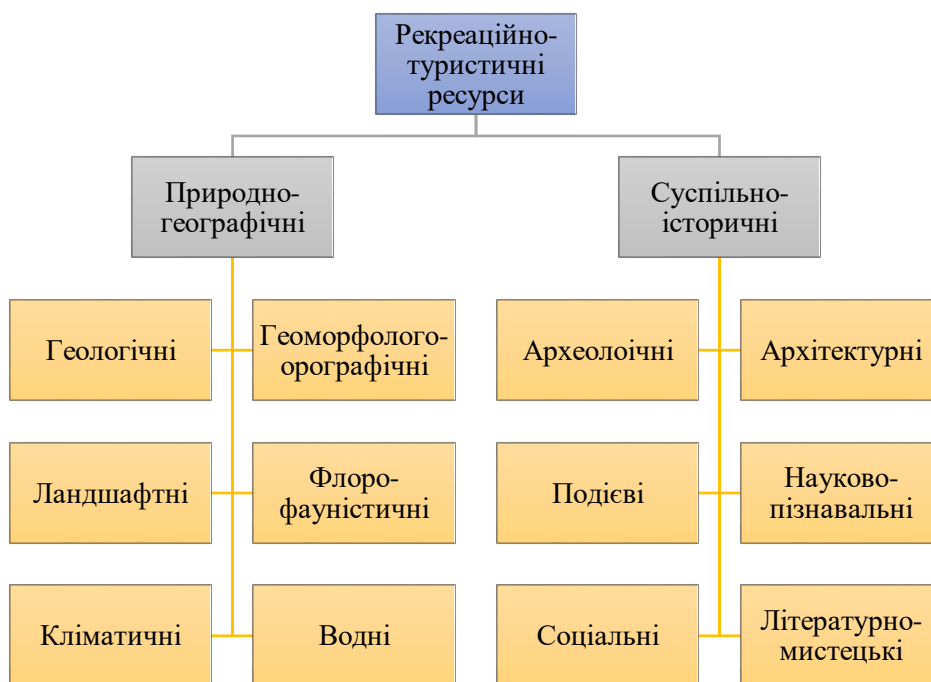 Рекреаційно-
туристичні
ресурси
Природно-
географічні
Суспільно-
історичні
Геологічні
Геоморфолого-
орографічні
Археолоічні
Архітектурні
Ландшафтні
Флоро-
фауністичні
Подієві
Науково-
пізнавальні
Кліматичні
Водні
Соціальні
Літературно-
мистецькі